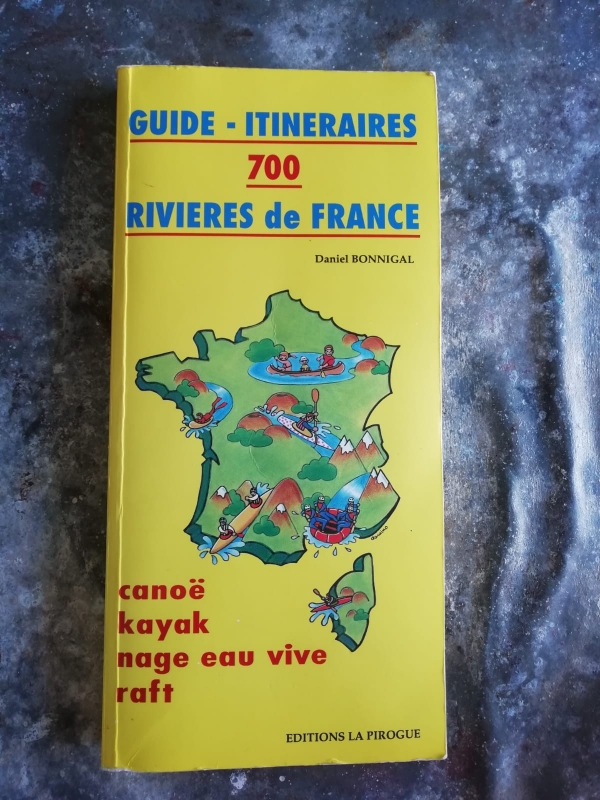 GUIDE - ITINERAIRES
700
RIVIERES de FRANCE
Daniel BONNIGAL
canoë
kayak
nage eau vive
raft
EDITIONS LA PIROGUE